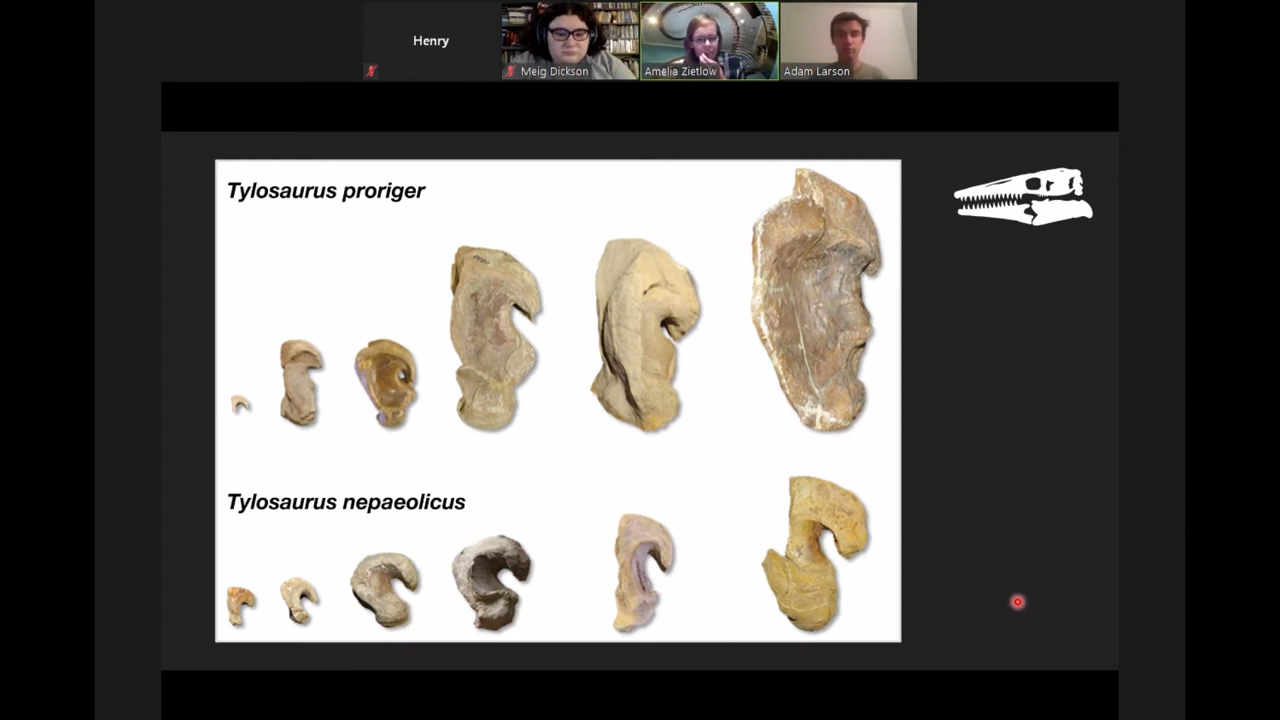 Henry
Meig Dickson
Amelia Zietlow
Adam Larson
Tylosaurus proriger
Tylosaurus nepaeolicus